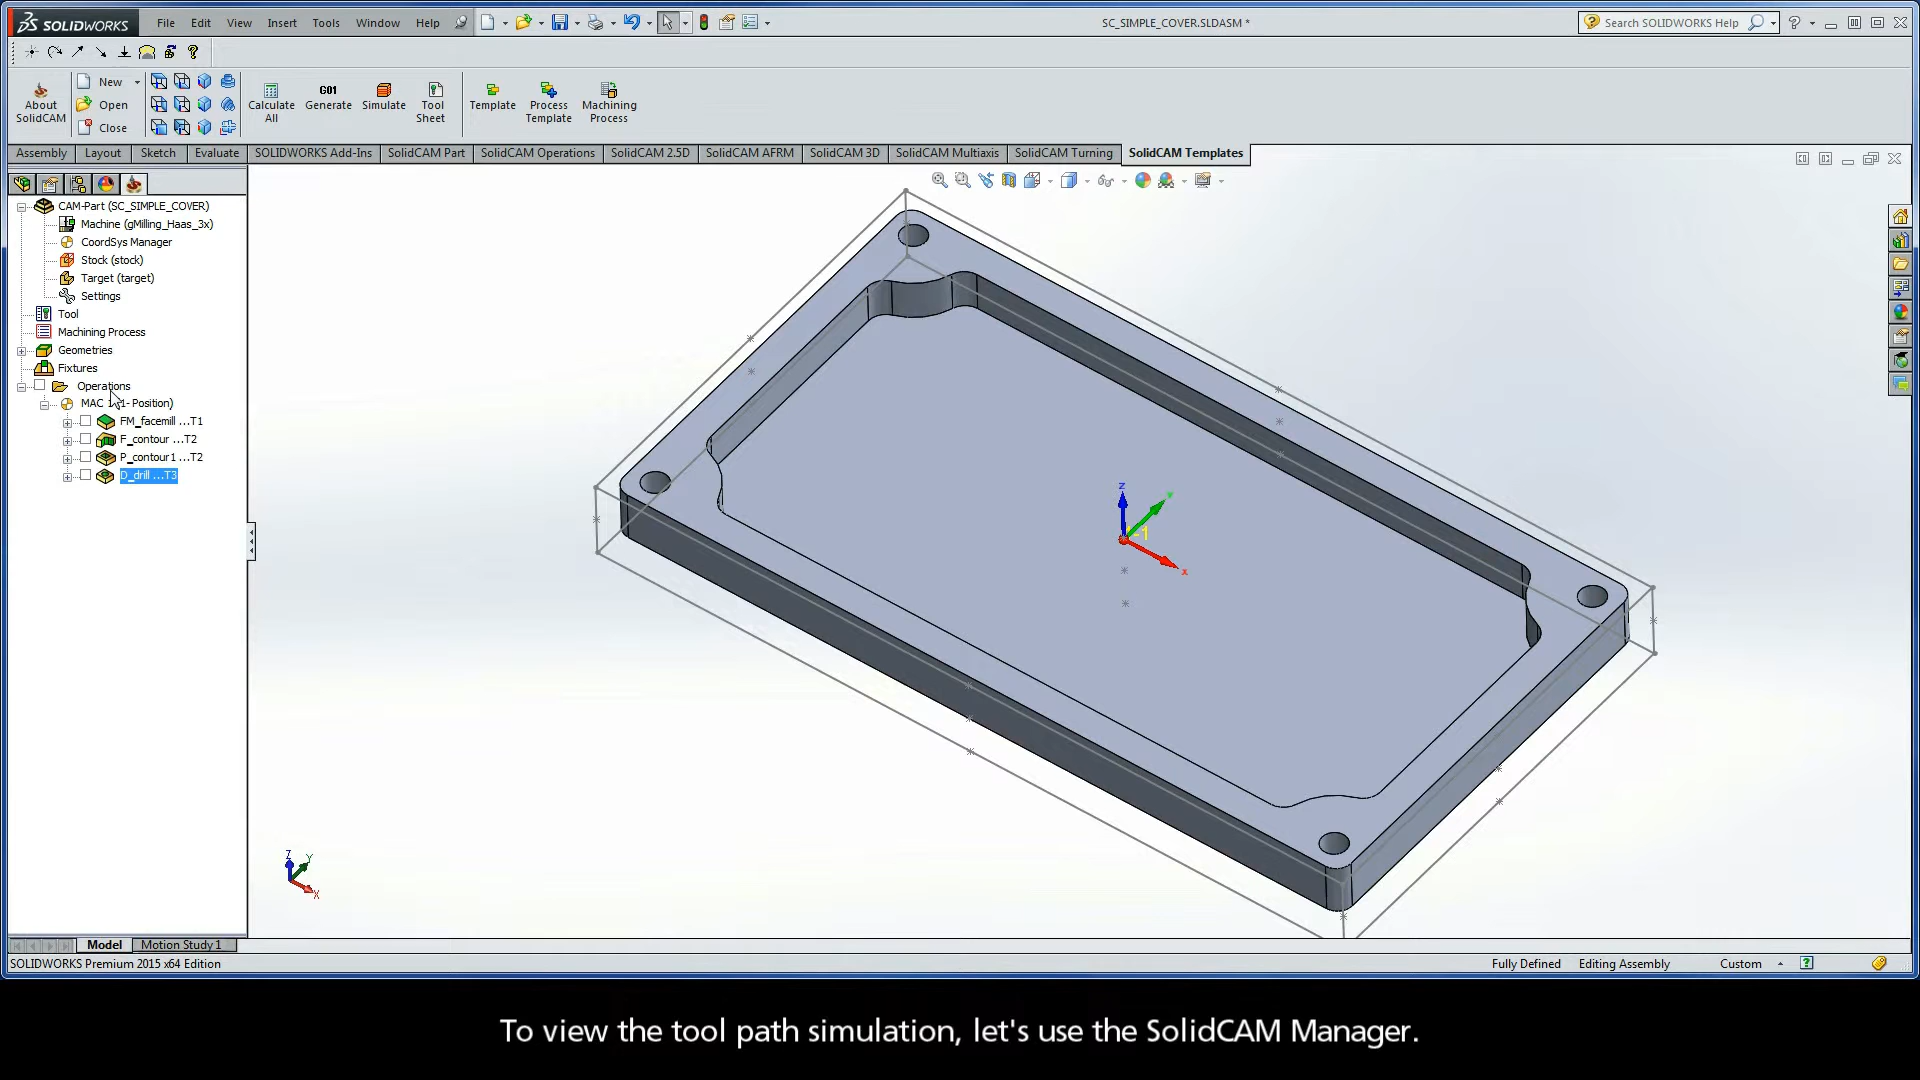 SOLIDWORKS File Edit View Insert Tools Window Help SC_SIMPLE_COVER.SLDASM * Search SOLIDWORKS Help
About SolidCAM
New
Open
Close
Calculate All
G01 Generate
Simulate
Tool Sheet
Template
Process Template
Machining Process
Assembly Layout Sketch Evaluate SOLIDWORKS Add-Ins SolidCAM Part SolidCAM Operations SolidCAM 2.5D SolidCAM AFRM SolidCAM 3D SolidCAM Multiaxis SolidCAM Turning SolidCAM Templates
CAM-Part (SC_SIMPLE_COVER)
Machine (gMilling_Haas_3x)
CoordSys Manager
Stock (stock)
Target (target)
Settings
Tool
Machining Process
Geometries
Fixtures
Operations
MAC 1 1- Position)
FM_facemill ...T1
F_contour ...T2
P_contour1 ...T2
D_drill ...T3
z
y
-1
x
Z
Y
X
Model Motion Study 1
SOLIDWORKS Premium 2015 x64 Edition Fully Defined Editing Assembly Custom
To view the tool path simulation, let's use the SolidCAM Manager.